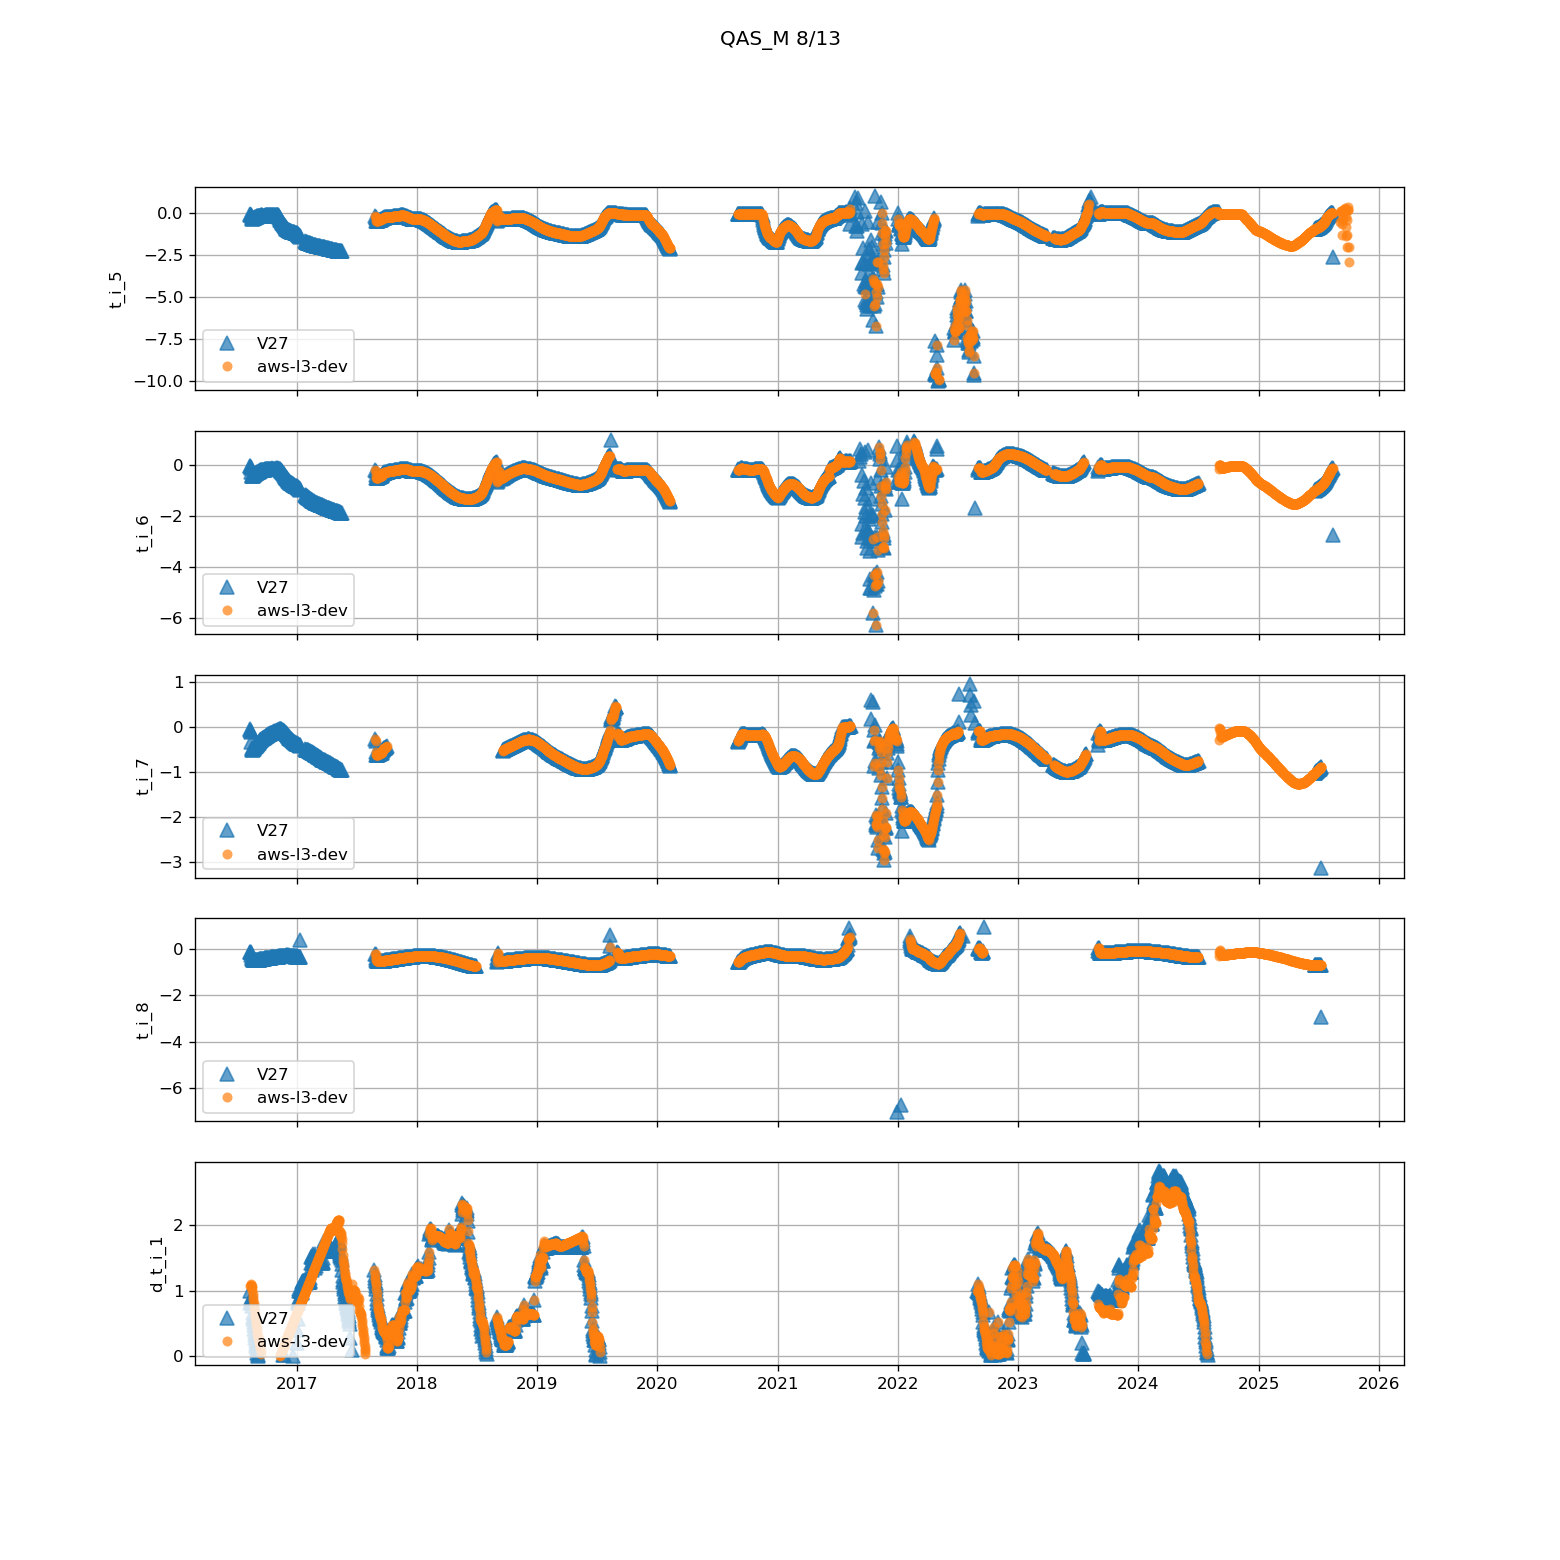 QAS_M 8/13
0.0
−2.5
−5.0
−7.5
−10.0
t_i_5
V27
aws-l3-dev
0
−2
−4
−6
t_i_6
V27
aws-l3-dev
1
0
−1
−2
−3
t_i_7
V27
aws-l3-dev
0
−2
−4
−6
t_i_8
V27
aws-l3-dev
2
1
0
d_t_i_1
V27
aws-l3-dev
2017 2018 2019 2020 2021 2022 2023 2024 2025 2026